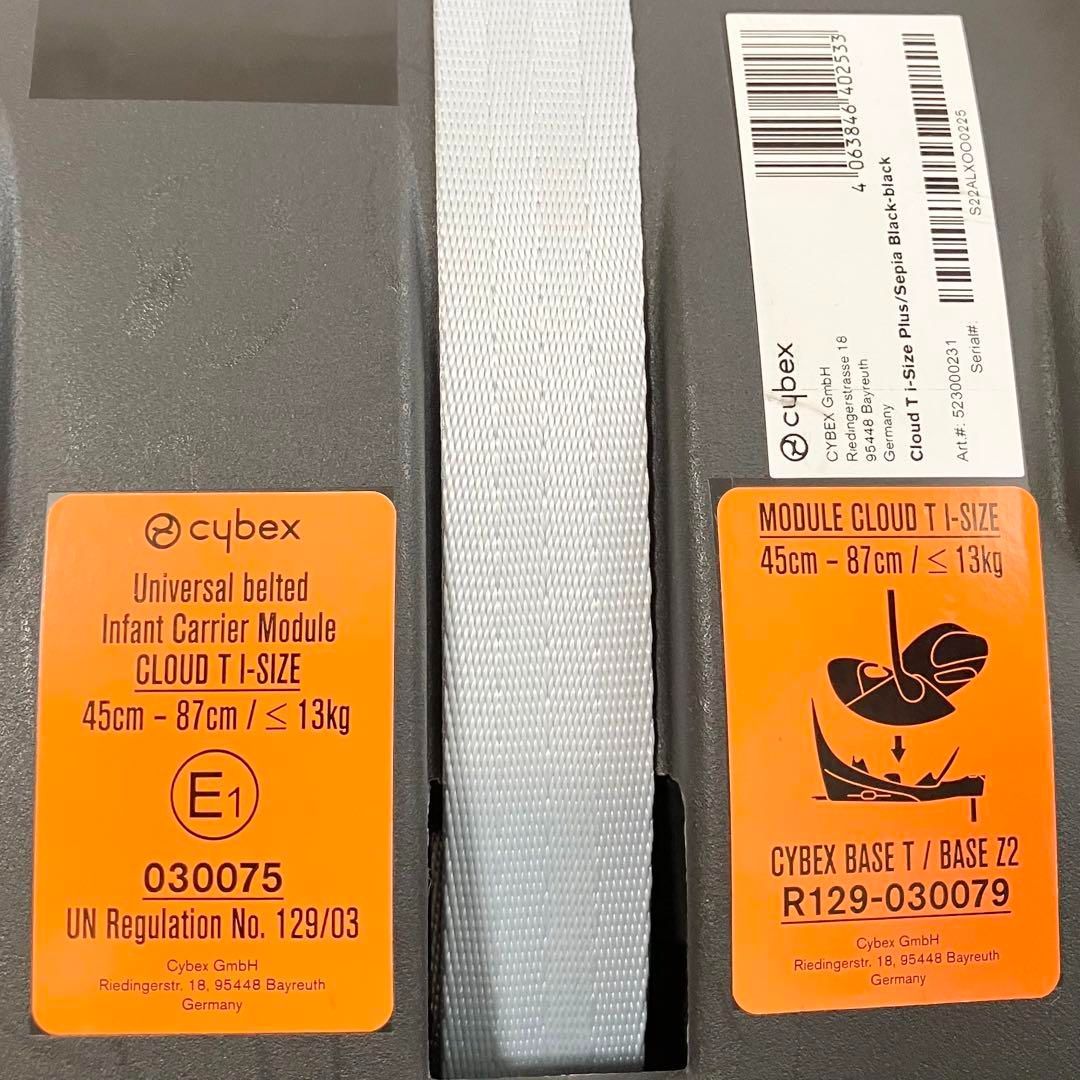 cybex
Universal belted
Infant Carrier Module
CLOUD T I-SIZE
45cm – 87cm / ≤ 13kg
E1
030075
UN Regulation No. 129/03
Cybex GmbH
Riedingerstr. 18, 95448 Bayreuth
Germany
4 063846 402533
cybex
CYBEX GmbH
Riedingerstrasse 18
95448 Bayreuth
Germany
Cloud T i-Size Plus/Sepia Black-black
Art.#: 523000231
Serial#:
S22ALXOO0225
MODULE CLOUD T I-SIZE
45cm – 87cm / ≤ 13kg
CYBEX BASE T / BASE Z2
R129-030079
Cybex GmbH
Riedingerstr. 18, 95448 Bayreuth
Germany